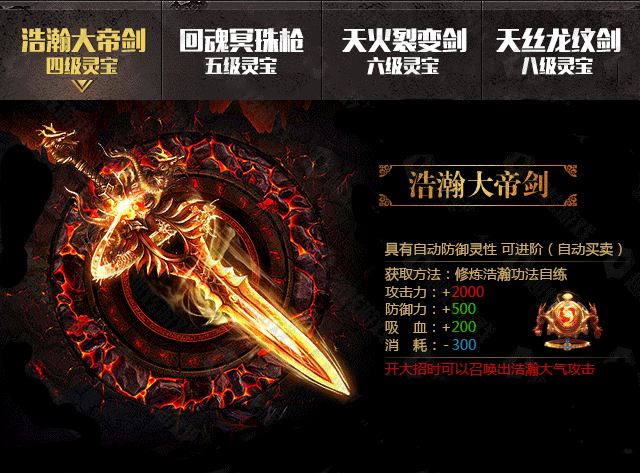 浩瀚大帝剑
四级灵宝
回魂冥珠枪
五级灵宝
天火裂变剑
六级灵宝
天丝龙纹剑
八级灵宝
浩瀚大帝剑
具有自动防御灵性 可进阶（自动买卖）
获取方法：修炼浩瀚功法自练
攻击力：+2000
防御力：+500
吸 血：+200
消 耗：-300
开大招时可以召唤出浩瀚大气攻击